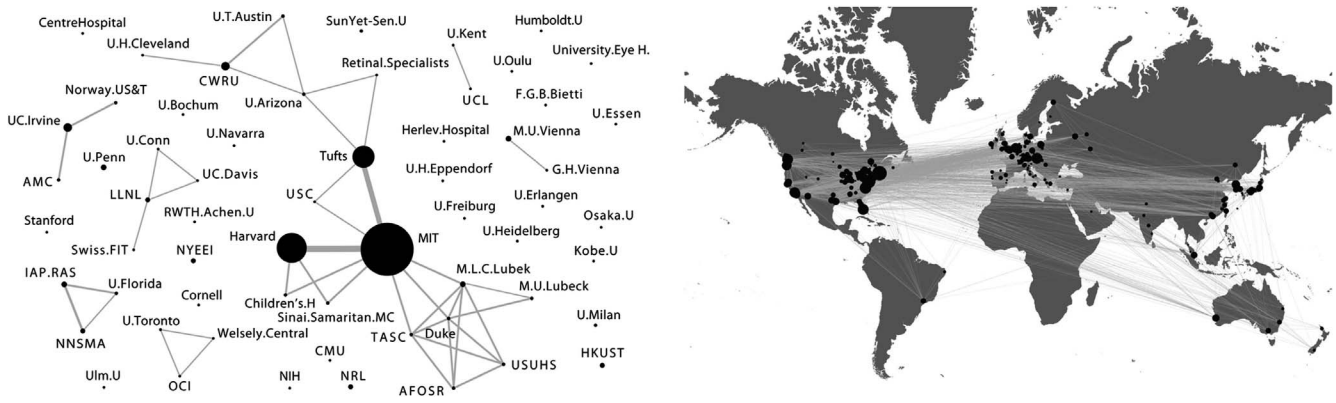 CentreHospital
U.T.Austin
SunYet-Sen.U
Humboldt.U
U.H.Cleveland
U.Kent
University.Eye H.
CWRU
Retinal.Specialists
U.Oulu
Norway.US&T
U.Bochum
U.Arizona
UCL
F.G.B.Bietti
UC.Irvine
U.Conn
U.Navarra
Herlev.Hospital
M.U.Vienna
U.Essen
U.Penn
Tufts
AMC
UC.Davis
U.H.Eppendorf
G.H.Vienna
LLNL
USC
U.Erlangen
Stanford
RWTH.Achen.U
U.Freiburg
Osaka.U
Swiss.FIT
NYEEI
Harvard
MIT
U.Heidelberg
Kobe.U
IAP.RAS
U.Florida
M.L.C.Lubek
M.U.Lubeck
Cornell
Children's.H
Sinai.Samaritan.MC
U.Milan
NNSMA
U.Toronto
Welsely.Central
TASC
Duke
CMU
USUHS
HKUST
Ulm.U
OCI
NIH
NRL
AFOSR